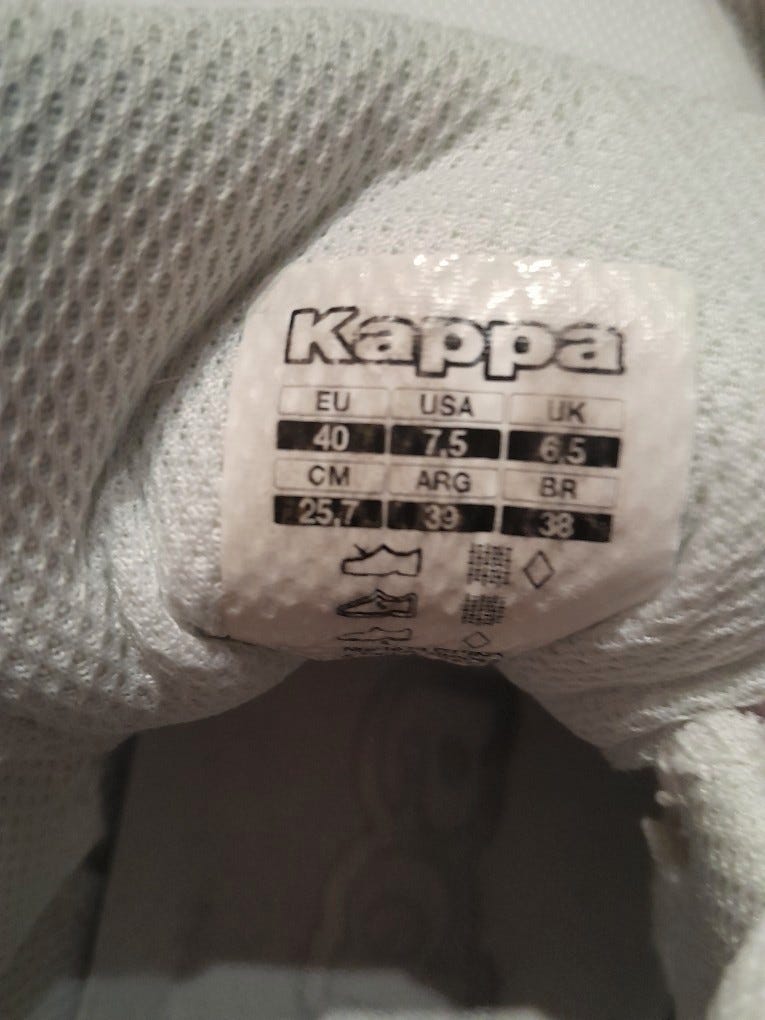 Kappa
EU USA UK
40 7,5 6,5
CM ARG BR
25,7 39 38